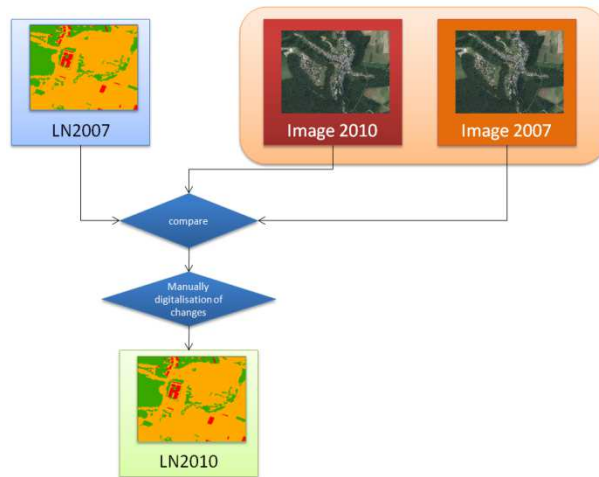 LN2007
Image 2010
Image 2007
compare
Manually
digitalisation of
changes
LN2010